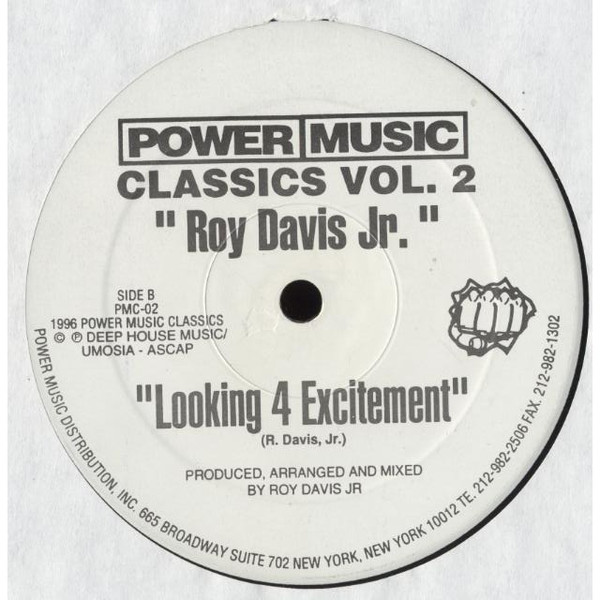 POWER MUSIC
CLASSICS VOL. 2
" Roy Davis Jr. "
SIDE B
PMC-02
1996 POWER MUSIC CLASSICS
© ℗ DEEP HOUSE MUSIC/
UMOSIA - ASCAP
"Looking 4 Excitement"
(R. Davis, Jr.)
PRODUCED, ARRANGED AND MIXED
BY ROY DAVIS JR
POWER MUSIC DISTRIBUTION, INC. 665 BROADWAY SUITE 702 NEW YORK, NEW YORK 10012 TE. 212-982-2506 FAX. 212-982-1302